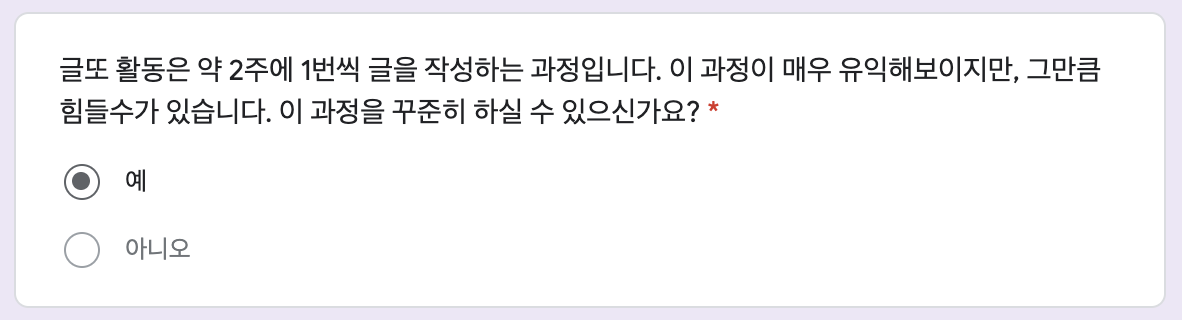 글또 활동은 약 2주에 1번씩 글을 작성하는 과정입니다. 이 과정이 매우 유익해보이지만, 그만큼
힘들수가 있습니다. 이 과정을 꾸준히 하실 수 있으신가요? *
예
아니오